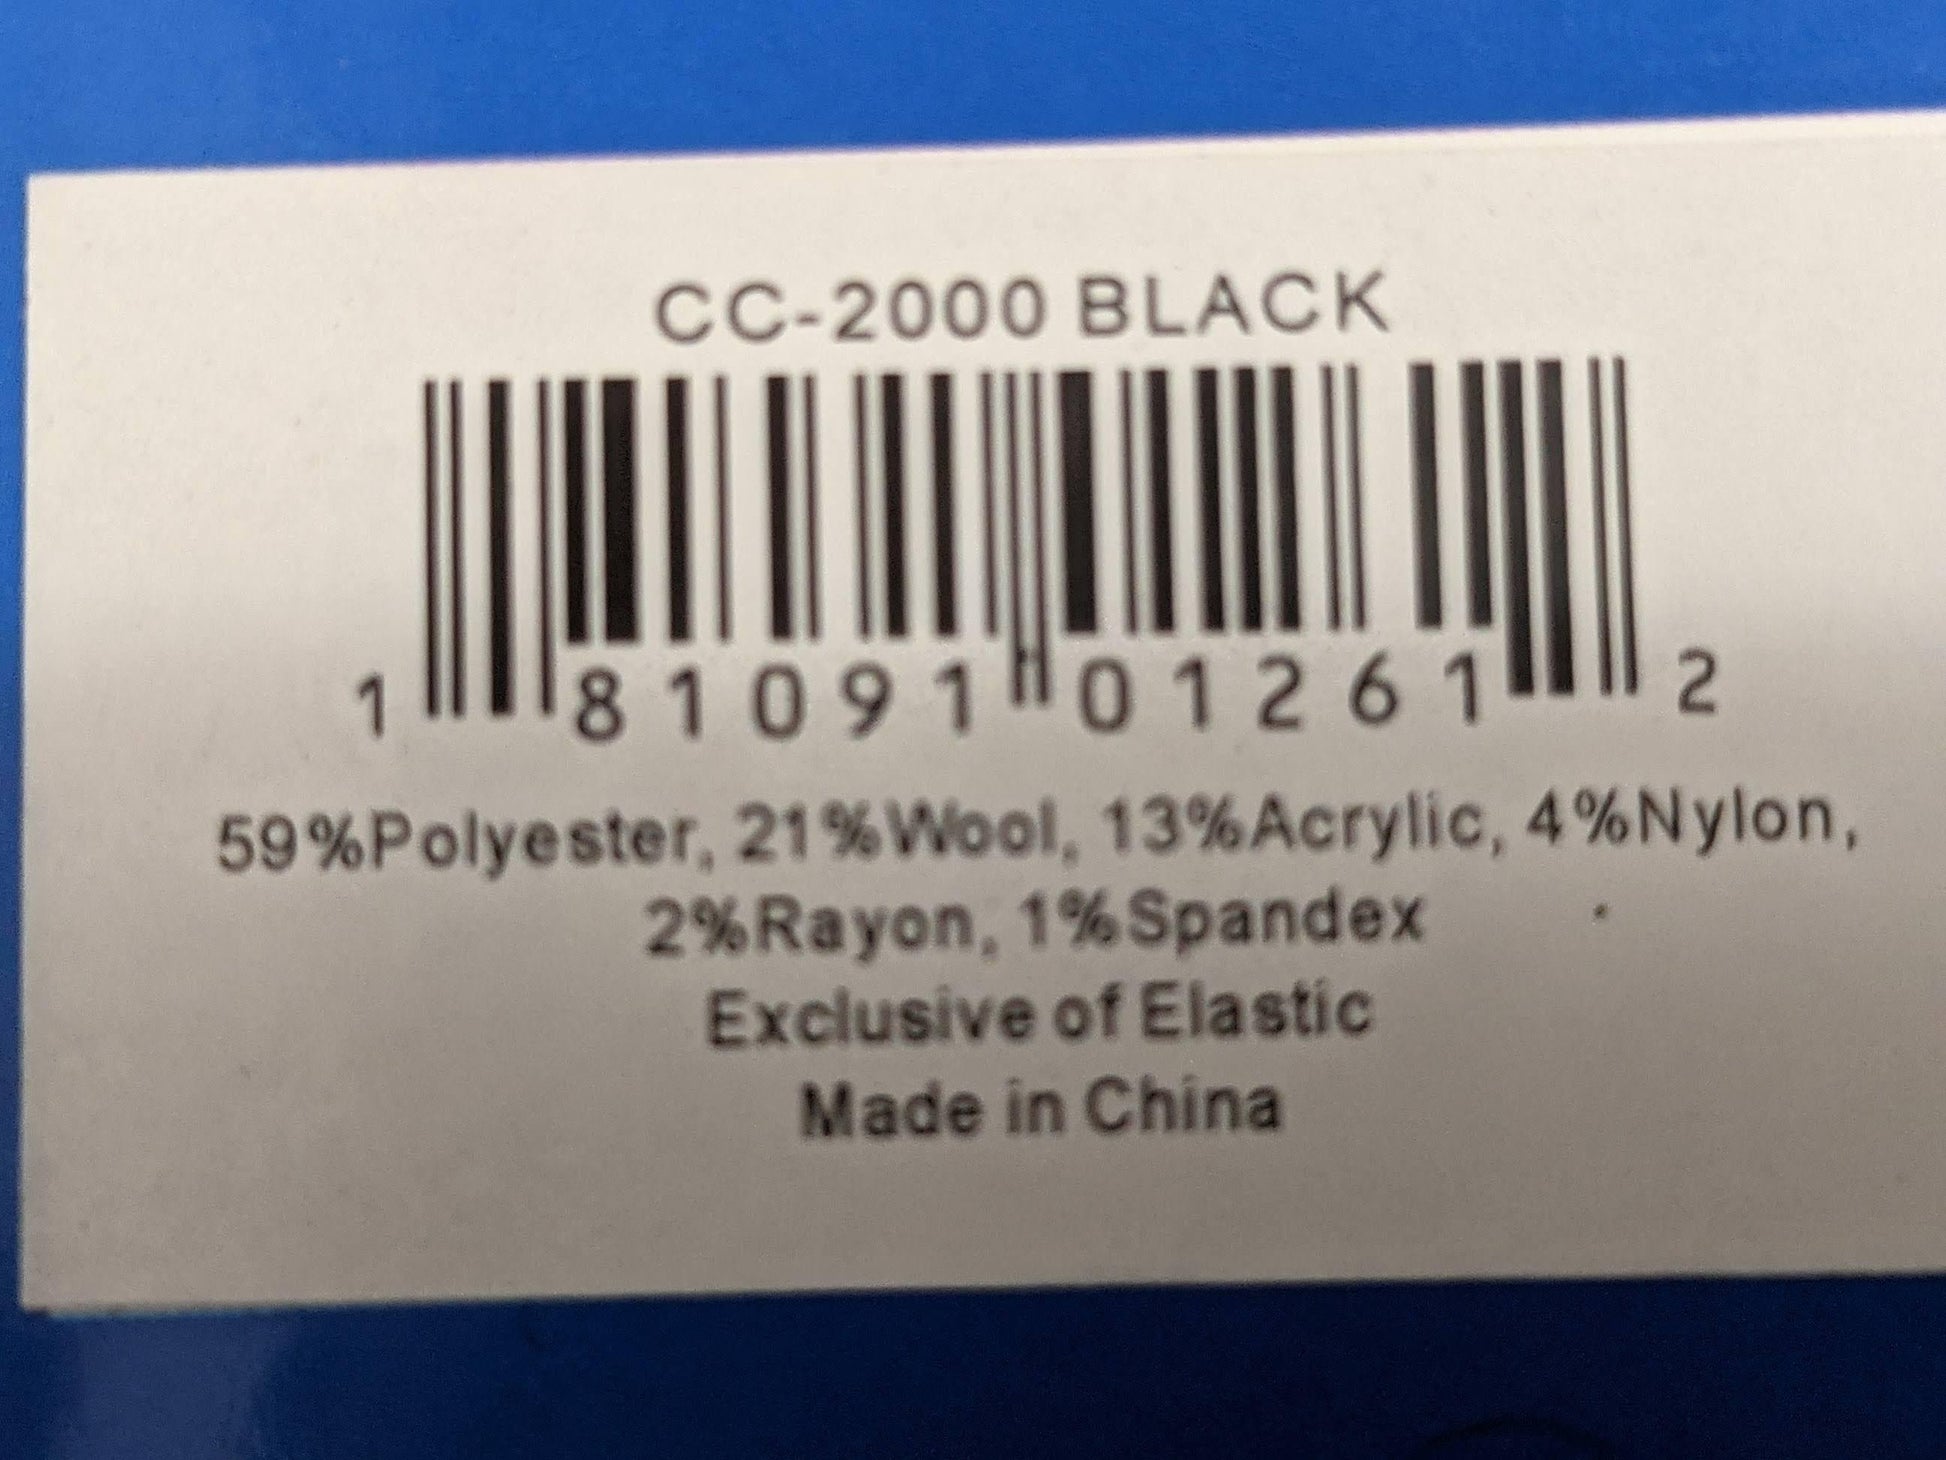 CC-2000 BLACK
1 81091 01261 2
59%Polyester, 21%Wool, 13%Acrylic, 4%Nylon,
2%Rayon, 1%Spandex
Exclusive of Elastic
Made in China